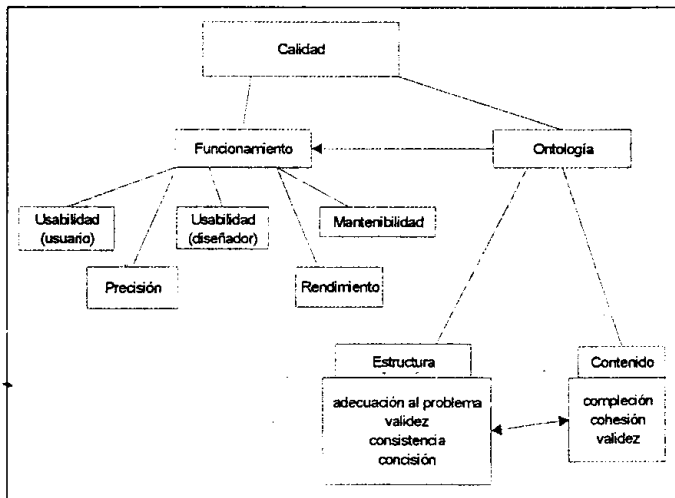 Calidad
Funcionamiento
Ontología
Usabilidad
(usuario)
Usabilidad
(diseñador)
Mantenibilidad
Precisión
Rendimiento
Estructura
adecuación al problema
validez
consistencia
concisión
Contenido
compleción
cohesión
validez